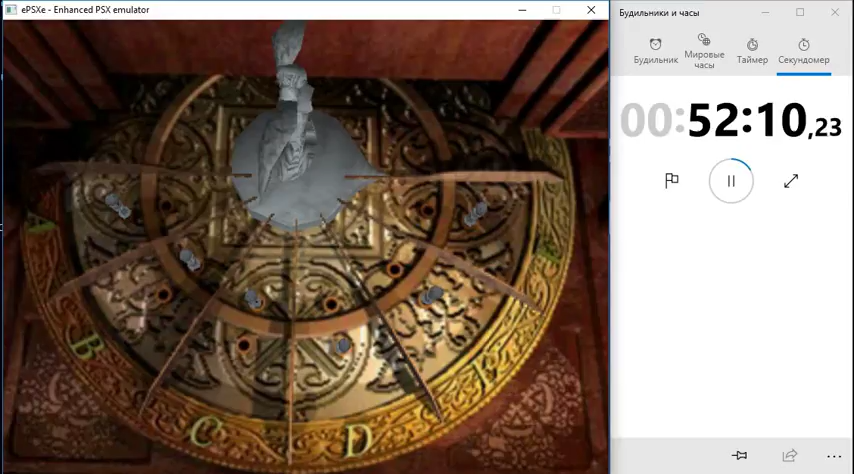 ePSXe - Enhanced PSX emulator
Будильники и часы
Будильник
Мировые
часы
Таймер
Секундомер
00:52:10,23
A
B
C
D